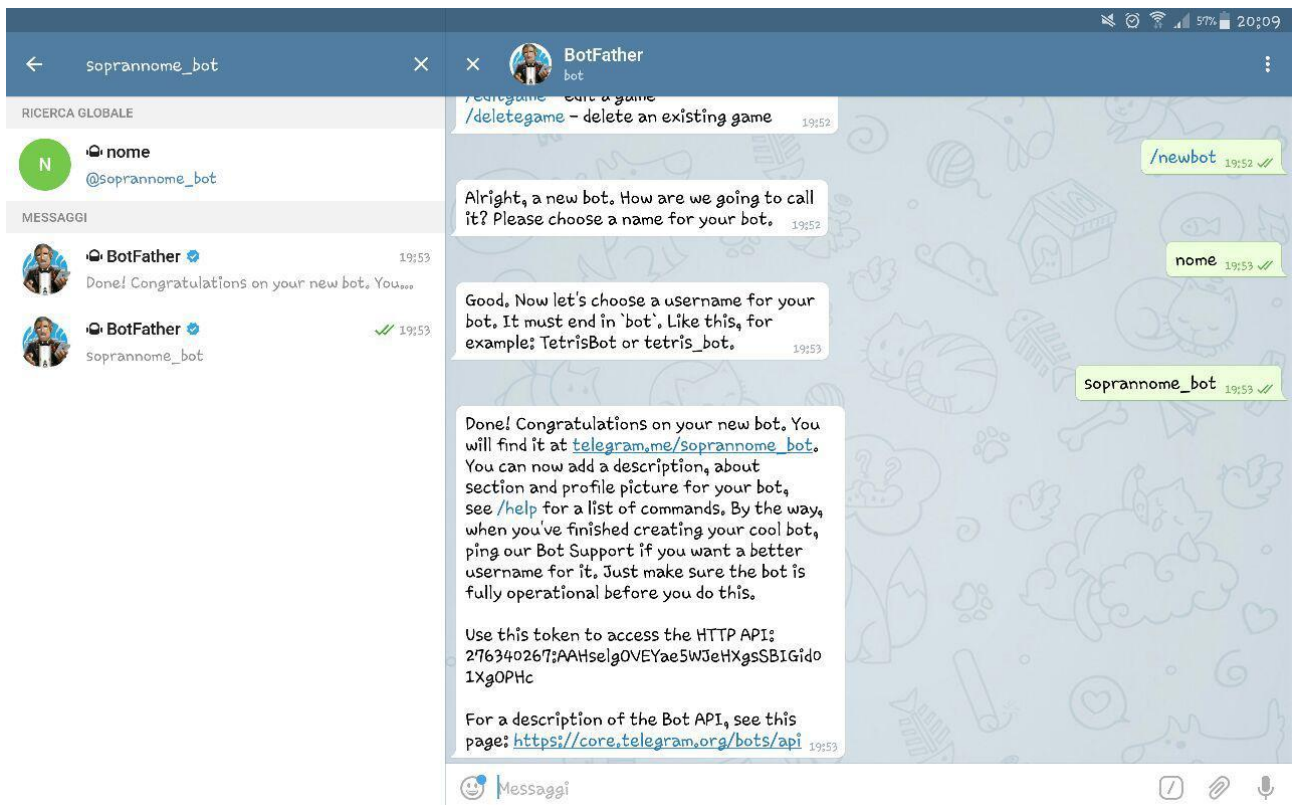 57% 20:09
soprannome_bot
BotFather
bot
RICERCA GLOBALE
N
nome
@soprannome_bot
MESSAGGI
BotFather 19:53
Done! Congratulations on your new bot. You...
BotFather 19:53
soprannome_bot
/editgame - edit a game
/deletegame - delete an existing game 19:52
/newbot 19:52
Alright, a new bot. How are we going to call
it? Please choose a name for your bot. 19:52
nome 19:53
Good. Now let's choose a username for your
bot. It must end in `bot`. Like this, for
example: TetrisBot or tetris_bot. 19:53
soprannome_bot 19:53
Done! Congratulations on your new bot. You
will find it at telegram.me/soprannome_bot.
You can now add a description, about
section and profile picture for your bot,
see /help for a list of commands. By the way,
when you've finished creating your cool bot,
ping our Bot Support if you want a better
username for it. Just make sure the bot is
fully operational before you do this.
Use this token to access the HTTP API:
276340267:AAHselgOVEYae5WJeHXgsSBIGid0
1XgOPHc
For a description of the Bot API, see this
page: https://core.telegram.org/bots/api 19:53
Messaggi